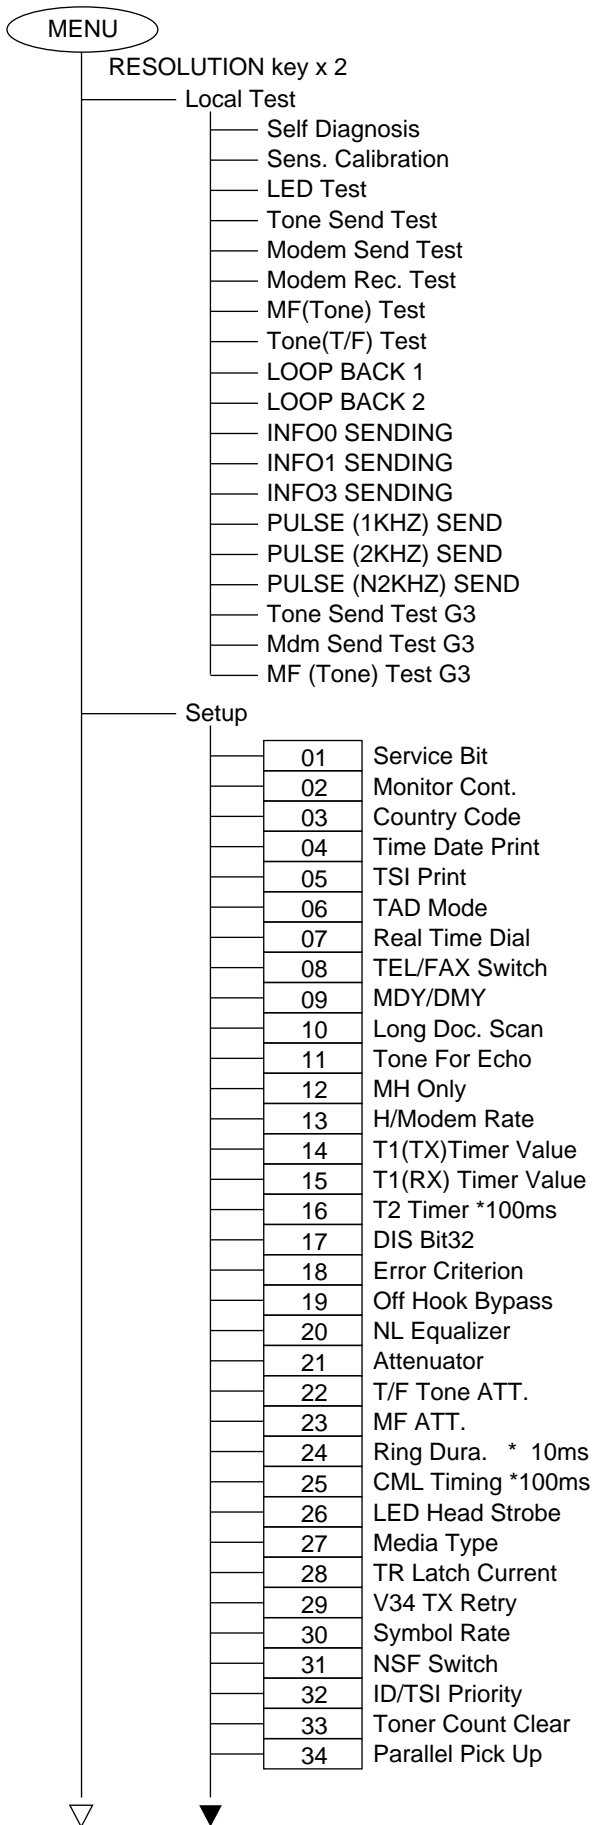 MENU
RESOLUTION key x 2
Local Test
Self Diagnosis
Sens. Calibration
LED Test
Tone Send Test
Modem Send Test
Modem Rec. Test
MF(Tone) Test
Tone(T/F) Test
LOOP BACK 1
LOOP BACK 2
INFO0 SENDING
INFO1 SENDING
INFO3 SENDING
PULSE (1KHZ) SEND
PULSE (2KHZ) SEND
PULSE (N2KHZ) SEND
Tone Send Test G3
Mdm Send Test G3
MF (Tone) Test G3
Setup
01 Service Bit
02 Monitor Cont.
03 Country Code
04 Time Date Print
05 TSI Print
06 TAD Mode
07 Real Time Dial
08 TEL/FAX Switch
09 MDY/DMY
10 Long Doc. Scan
11 Tone For Echo
12 MH Only
13 H/Modem Rate
14 T1(TX)Timer Value
15 T1(RX) Timer Value
16 T2 Timer *100ms
17 DIS Bit32
18 Error Criterion
19 Off Hook Bypass
20 NL Equalizer
21 Attenuator
22 T/F Tone ATT.
23 MF ATT.
24 Ring Dura. * 10ms
25 CML Timing *100ms
26 LED Head Strobe
27 Media Type
28 TR Latch Current
29 V34 TX Retry
30 Symbol Rate
31 NSF Switch
32 ID/TSI Priority
33 Toner Count Clear
34 Parallel Pick Up